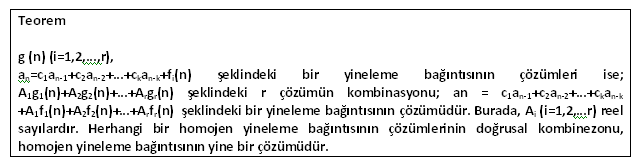 Teorem
g (n) (i=1,2,...,r),
an=c1an-1+c2an-2+...+ckan-k+fi(n) şeklindeki bir yineleme bağıntısının çözümleri ise;
A1g1(n)+A2g2(n)+...+Argr(n) şeklindeki r çözümün kombinasyonu; an = c1an-1+c2an-2+...+ckan-k
+A1f1(n)+A2f2(n)+...+Arfr(n) şeklindeki bir yineleme bağıntısının çözümüdür. Burada, Ai (i=1,2,...r) reel
sayılardır. Herhangi bir homojen yineleme bağıntısının çözümlerinin doğrusal kombinezonu,
homojen yineleme bağıntısının yine bir çözümüdür.